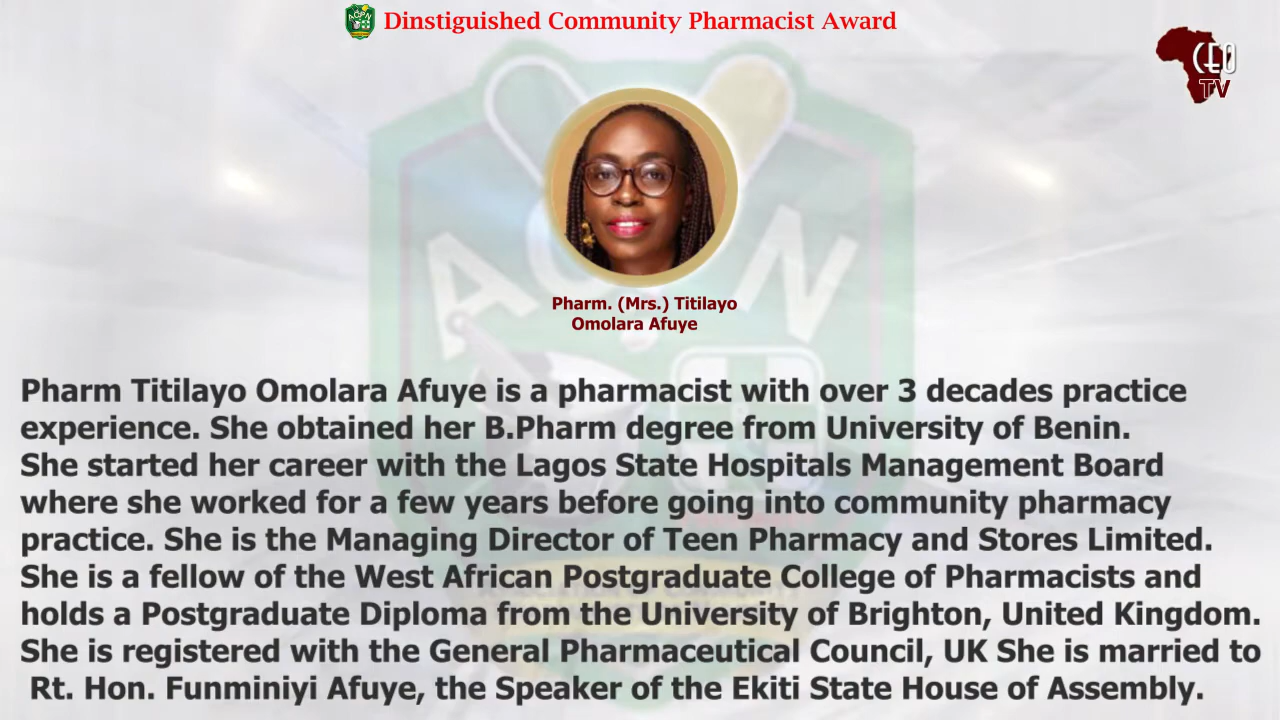 ACPN
Dinstiguished Community Pharmacist Award
CEO
TV
ACPN
Pharm. (Mrs.) Titilayo
Omolara Afuye
Pharm Titilayo Omolara Afuye is a pharmacist with over 3 decades practice
experience. She obtained her B.Pharm degree from University of Benin.
She started her career with the Lagos State Hospitals Management Board
where she worked for a few years before going into community pharmacy
practice. She is the Managing Director of Teen Pharmacy and Stores Limited.
She is a fellow of the West African Postgraduate College of Pharmacists and
holds a Postgraduate Diploma from the University of Brighton, United Kingdom.
She is registered with the General Pharmaceutical Council, UK She is married to
Rt. Hon. Funminiyi Afuye, the Speaker of the Ekiti State House of Assembly.